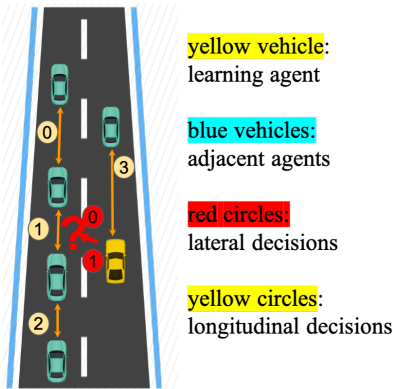 yellow vehicle:
learning agent
blue vehicles:
adjacent agents
red circles:
lateral decisions
yellow circles:
longitudinal decisions
0
3
1
0
?
1
2